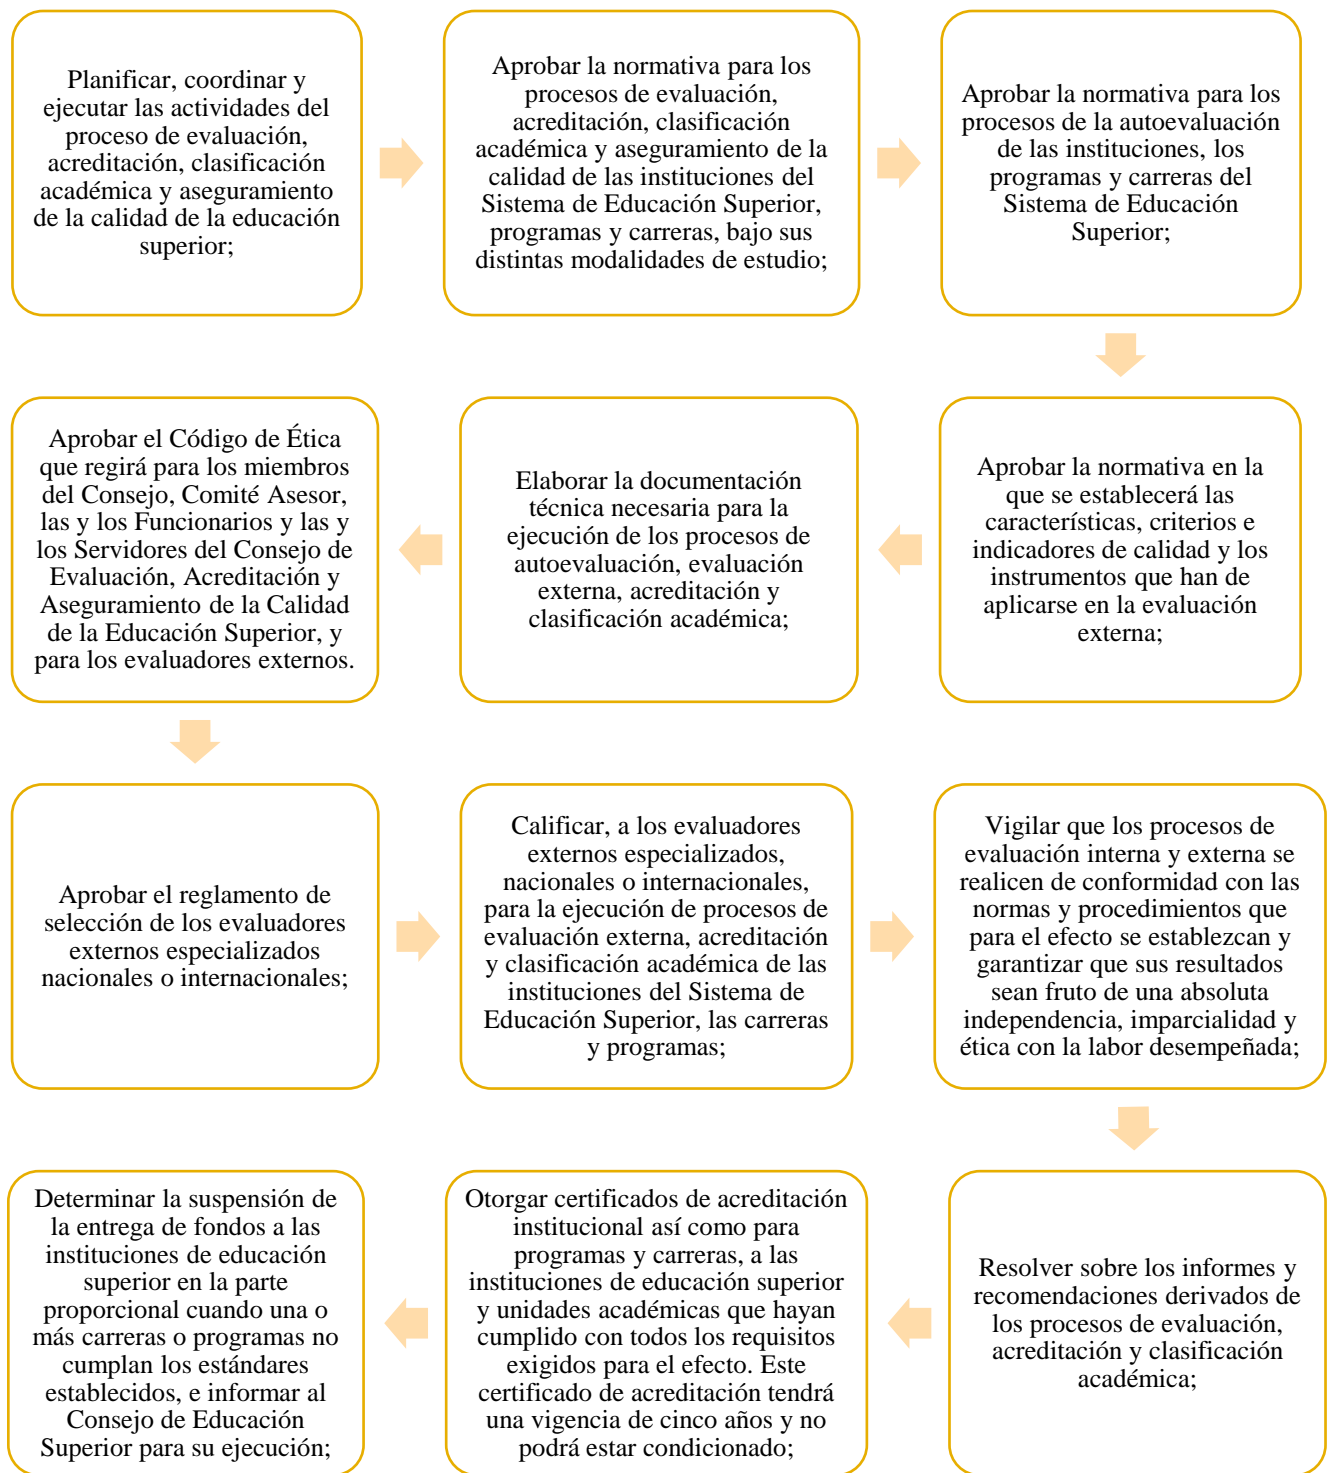 Planificar, coordinar y
ejecutar las actividades del
proceso de evaluación,
acreditación, clasificación
académica y aseguramiento
de la calidad de la educación
superior;
Aprobar la normativa para los
procesos de evaluación,
acreditación, clasificación
académica y aseguramiento de la
calidad de las instituciones del
Sistema de Educación Superior,
programas y carreras, bajo sus
distintas modalidades de estudio;
Aprobar la normativa para los
procesos de la autoevaluación
de las instituciones, los
programas y carreras del
Sistema de Educación
Superior;
Aprobar la normativa en la
que se establecerá las
características, criterios e
indicadores de calidad y los
instrumentos que han de
aplicarse en la evaluación
externa;
Elaborar la documentación
técnica necesaria para la
ejecución de los procesos de
autoevaluación, evaluación
externa, acreditación y
clasificación académica;
Aprobar el Código de Ética
que regirá para los miembros
del Consejo, Comité Asesor,
las y los Funcionarios y las y
los Servidores del Consejo de
Evaluación, Acreditación y
Aseguramiento de la Calidad
de la Educación Superior, y
para los evaluadores externos.
Aprobar el reglamento de
selección de los evaluadores
externos especializados
nacionales o internacionales;
Calificar, a los evaluadores
externos especializados,
nacionales o internacionales,
para la ejecución de procesos de
evaluación externa, acreditación
y clasificación académica de las
instituciones del Sistema de
Educación Superior, las carreras
y programas;
Vigilar que los procesos de
evaluación interna y externa se
realicen de conformidad con las
normas y procedimientos que
para el efecto se establezcan y
garantizar que sus resultados
sean fruto de una absoluta
independencia, imparcialidad y
ética con la labor desempeñada;
Resolver sobre los informes y
recomendaciones derivados de
los procesos de evaluación,
acreditación y clasificación
académica;
Otorgar certificados de acreditación
institucional así como para
programas y carreras, a las
instituciones de educación superior
y unidades académicas que hayan
cumplido con todos los requisitos
exigidos para el efecto. Este
certificado de acreditación tendrá
una vigencia de cinco años y no
podrá estar condicionado;
Determinar la suspensión de
la entrega de fondos a las
instituciones de educación
superior en la parte
proporcional cuando una o
más carreras o programas no
cumplan los estándares
establecidos, e informar al
Consejo de Educación
Superior para su ejecución;